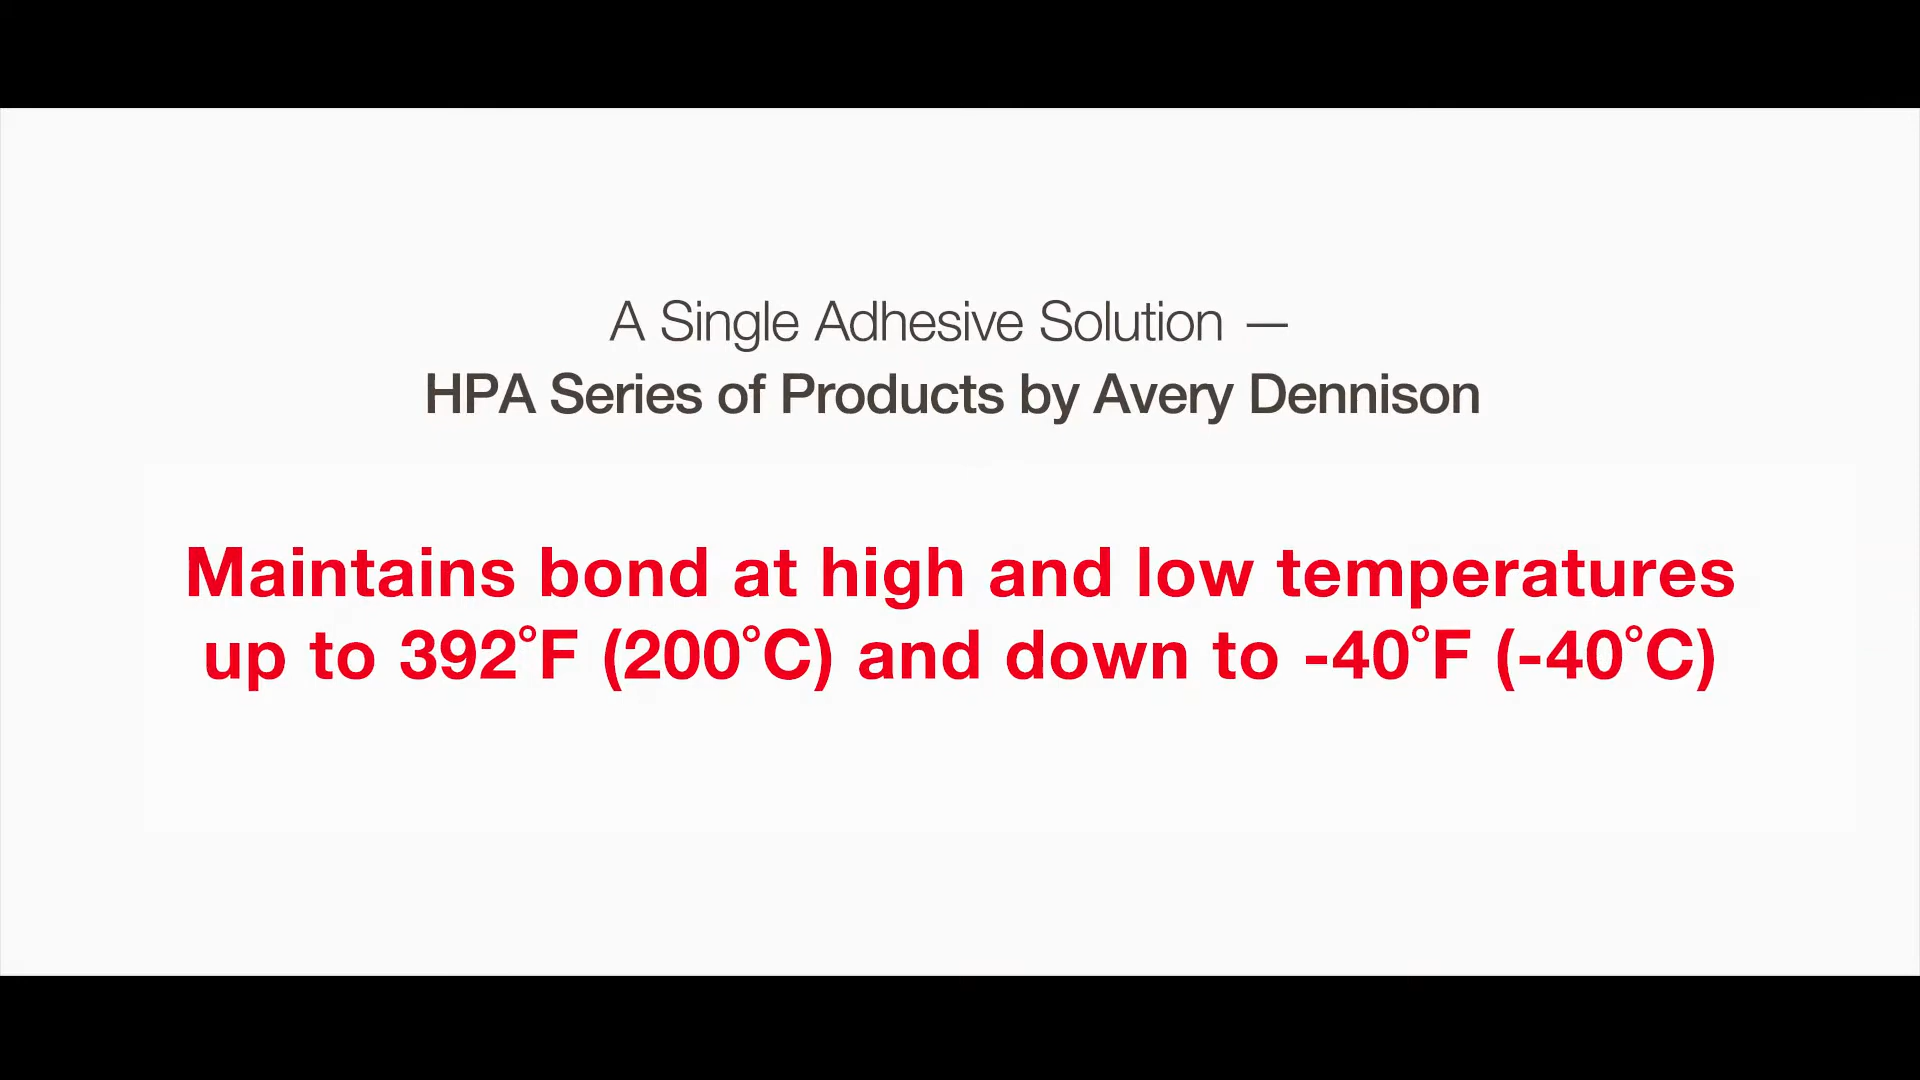 A Single Adhesive Solution —
HPA Series of Products by Avery Dennison
Maintains bond at high and low temperatures
up to 392°F (200°C) and down to -40°F (-40°C)